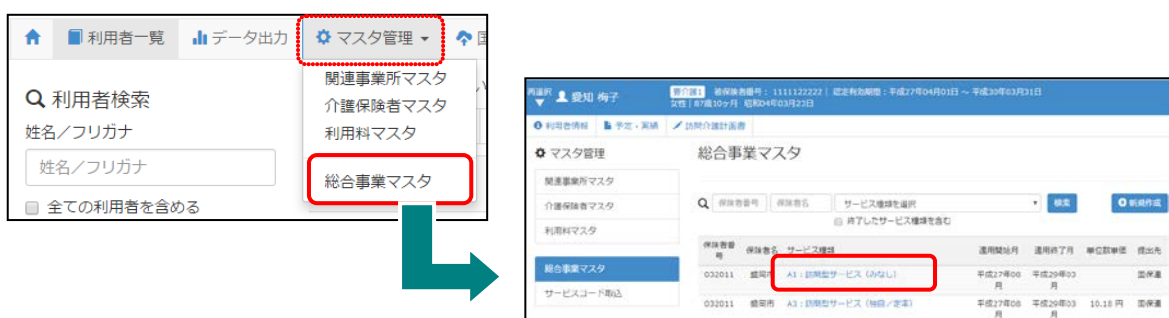 利用者一覧 データ出力 マスタ管理
関連事業所マスタ
介護保険者マスタ
利用料マスタ
総合事業マスタ
利用者検索
姓名／フリガナ
姓名／フリガナ
全ての利用者を含める
再選択 愛知 梅子
要介護1 被保険者番号: 1111122222 | 認定有効期間:平成27年04月01日 ～ 平成30年03月31日
女性 | 87歳10ヶ月 昭和04年03月23日
利用者情報 予定・実績 訪問介護計画書
マスタ管理
関連事業所マスタ
介護保険者マスタ
利用料マスタ
総合事業マスタ
サービスコード取込
総合事業マスタ
保険者番号 保険者名 サービス種類を選択 検索 新規作成
終了したサービス種類を含む
保険者番号 保険者名 サービス種類 適用開始月 適用終了月 単位数単価 提出先
032011 盛岡市 A1:訪問型サービス（みなし） 平成27年08月 平成29年03月 国保連
032011 盛岡市 A3:訪問型サービス（独自／定率） 平成27年08月 平成29年03月 10.18 円 国保連